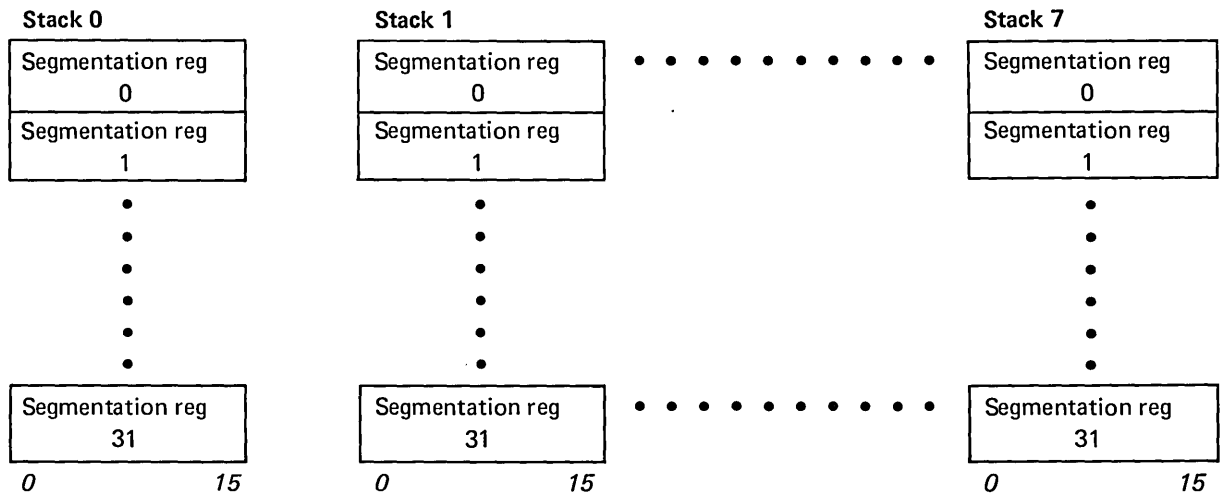 Stack 0
Segmentation reg
0
Segmentation reg
1
Segmentation reg
31
0 15
Stack 1
Segmentation reg
0
Segmentation reg
1
Segmentation reg
31
0 15
Stack 7
Segmentation reg
0
Segmentation reg
1
Segmentation reg
31
0 15